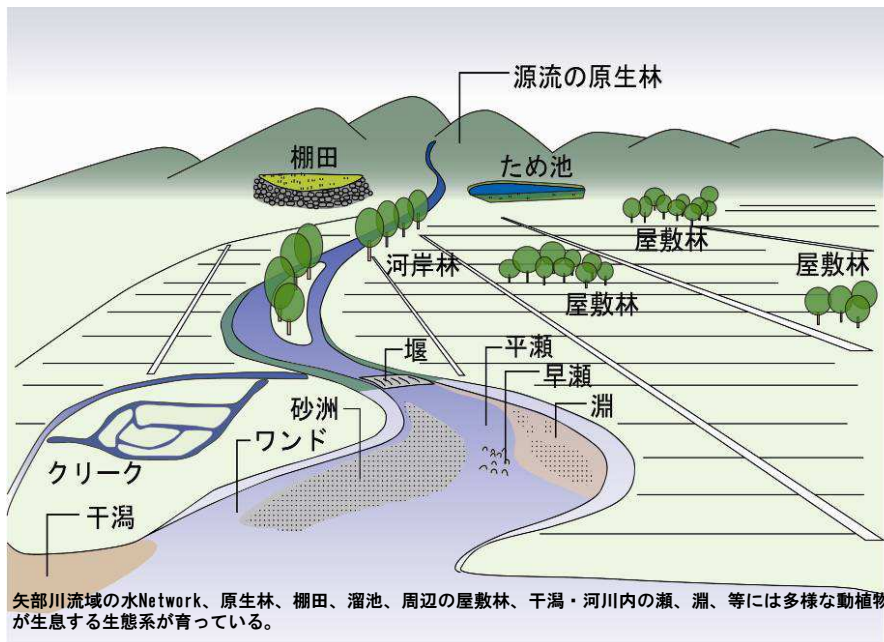 源流の原生林
棚田
ため池
屋敷林
河岸林
屋敷林
屋敷林
堰
平瀬
早瀬
砂洲
淵
ワンド
クリーク
干潟
矢部川流域の水Network、原生林、棚田、溜池、周辺の屋敷林、干潟・河川内の瀬、淵、等には多様な動植物
が生息する生態系が育っている。